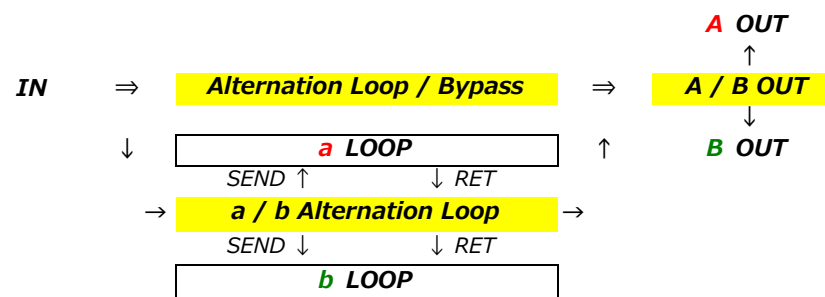 A OUT
↑
IN ⇒ Alternation Loop / Bypass ⇒ A / B OUT
↓
↓ a LOOP ↑ B OUT
SEND ↑ ↓ RET
→ a / b Alternation Loop →
SEND ↓ ↓ RET
b LOOP